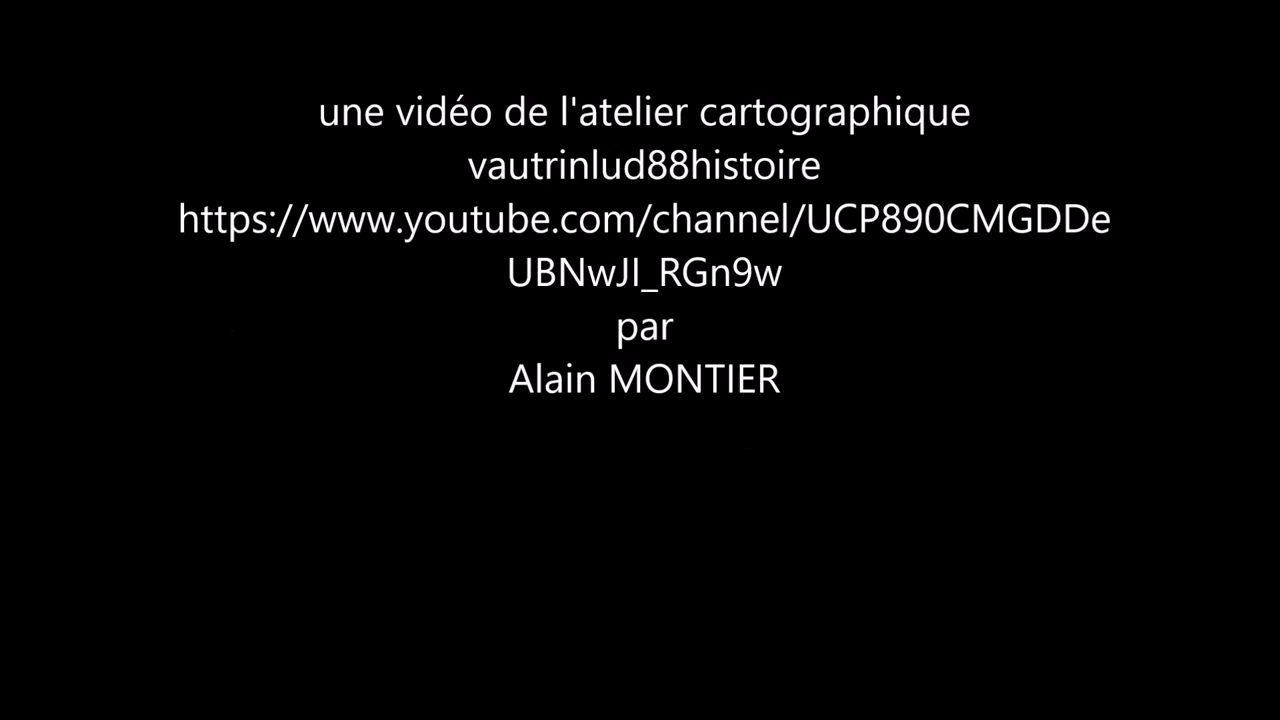 une vidéo de l'atelier cartographique
vautrinlud88histoire
https://www.youtube.com/channel/UCP890CMGDDe
UBNwJI_RGn9w
par
Alain MONTIER